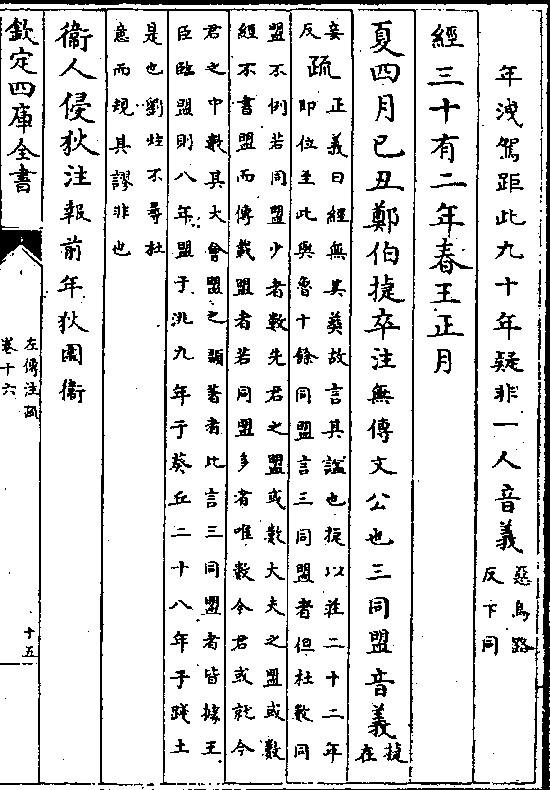 年洩駕距此九十年疑非一人音義惡烏路
反下同
經三十有二年春王正月
夏四月己丑鄭伯捷卒注無傳文公也三同盟音義捷在
妾
反疏正義曰經無其葬故言其諡也捷以莊二十二年
即位至此與魯十餘同盟言三同盟者但杜數同
盟不例若同盟少者數先君之盟或數大夫之盟或數
經不書盟而傳載盟者若同盟多者唯數今君或就今
君之中數其大會盟之顯著者此言三同盟者皆據王
臣臨盟則八年盟于洮九年于葵丘二十八年于踐土
是也劉炫不尋杜
意而規其謬非也
衞人侵狄注報前年狄圍衞
欽定四庫全書
左傳注疏
卷十六
十五